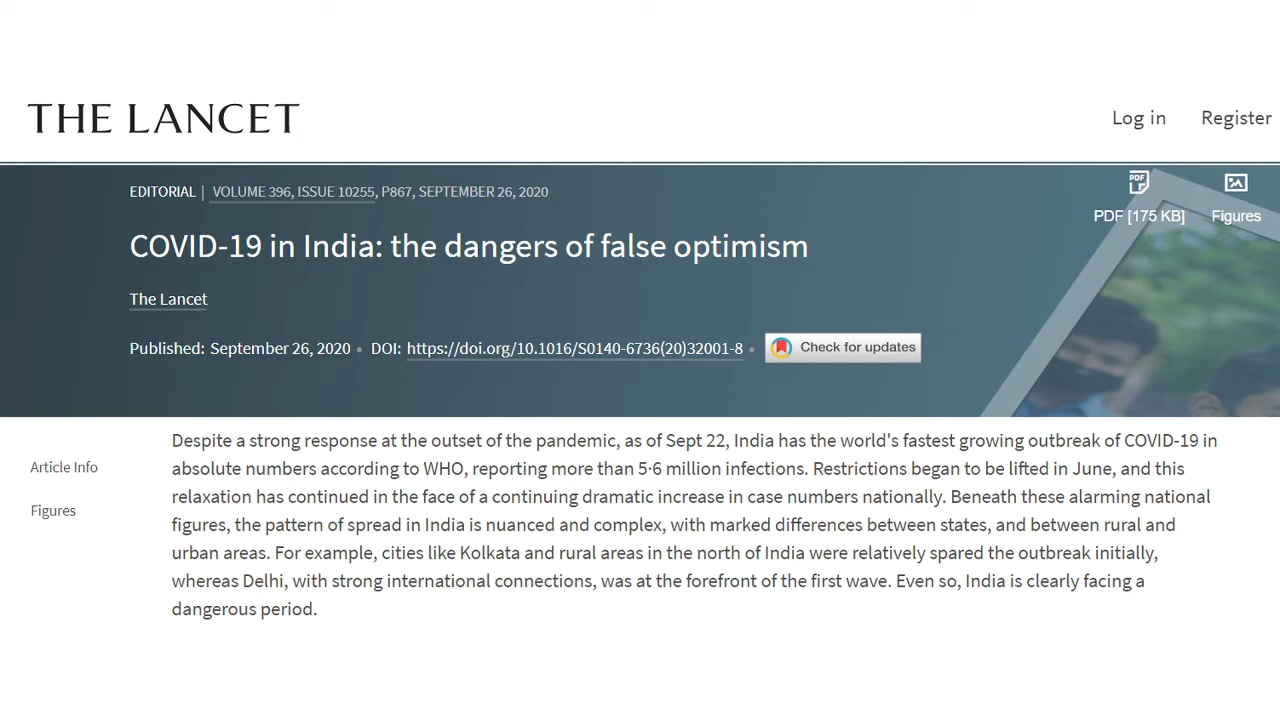 THE LANCET
Log in Register
EDITORIAL | VOLUME 396, ISSUE 10255, P867, SEPTEMBER 26, 2020
PDF
PDF [175 KB] Figures
COVID-19 in India: the dangers of false optimism
The Lancet
Published: September 26, 2020 • DOI: https://doi.org/10.1016/S0140-6736(20)32001-8 • Check for updates
Article Info
Figures
Despite a strong response at the outset of the pandemic, as of Sept 22, India has the world's fastest growing outbreak of COVID-19 in
absolute numbers according to WHO, reporting more than 5·6 million infections. Restrictions began to be lifted in June, and this
relaxation has continued in the face of a continuing dramatic increase in case numbers nationally. Beneath these alarming national
figures, the pattern of spread in India is nuanced and complex, with marked differences between states, and between rural and
urban areas. For example, cities like Kolkata and rural areas in the north of India were relatively spared the outbreak initially,
whereas Delhi, with strong international connections, was at the forefront of the first wave. Even so, India is clearly facing a
dangerous period.